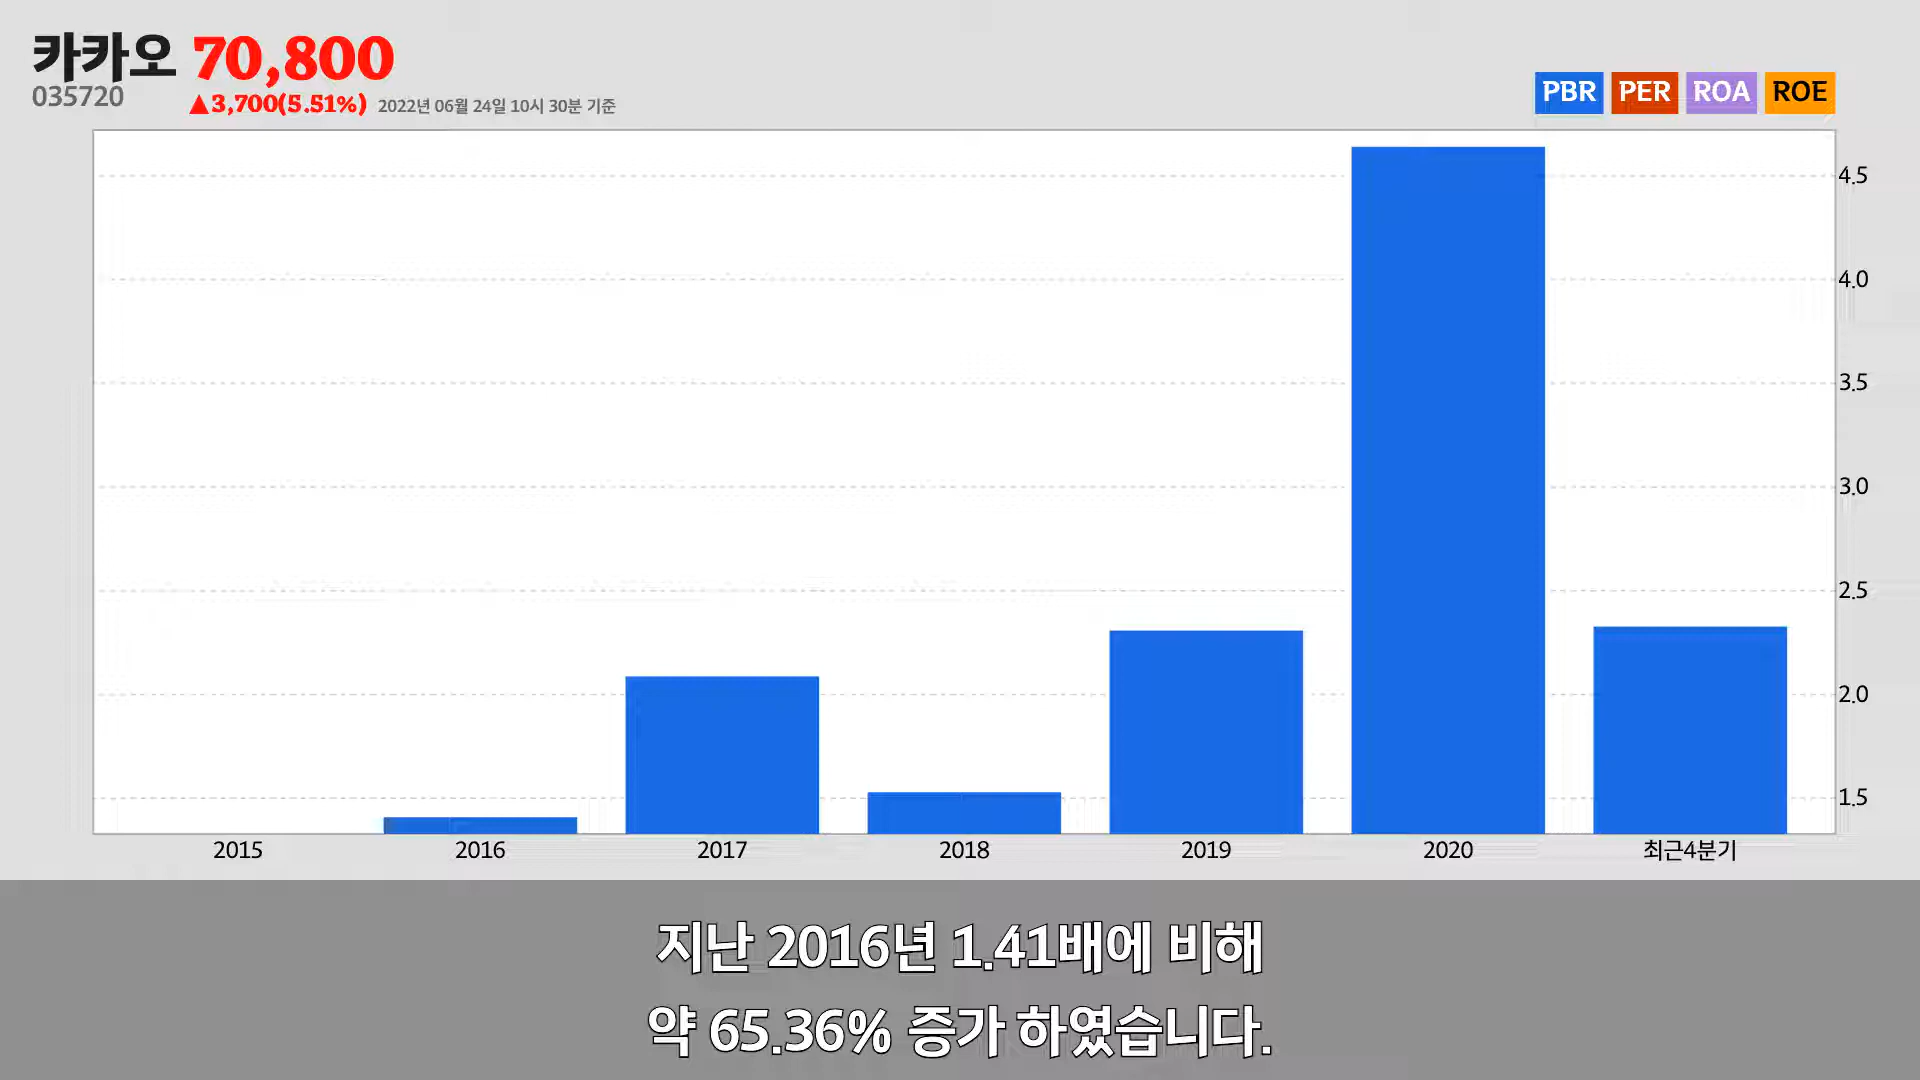 카카오 70,800
035720
▲3,700(5.51%) 2022년 06월 24일 10시 30분 기준
PBR PER ROA ROE
4.5
4.0
3.5
3.0
2.5
2.0
1.5
2015 2016 2017 2018 2019 2020 최근4분기
지난 2016년 1.41배에 비해
약 65.36% 증가 하였습니다.